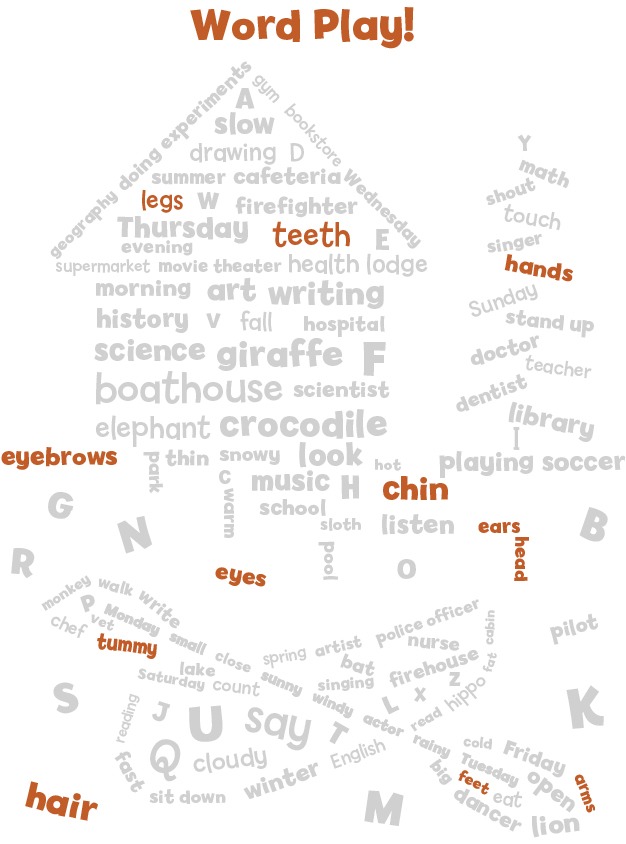 Word Play!
geography doing experiments
gym
bookstore
A
slow
drawing D
summer cafeteria
Wednesday
legs W firefighter
Thursday teeth E
evening
supermarket movie theater health lodge
morning art writing
history V fall hospital
science giraffe F
boathouse scientist
elephant crocodile
eyebrows
park
thin snowy look hot
C
warm
music H chin
school
sloth listen
pool
O
Y
math
shout
touch
singer
hands
Sunday
stand up
doctor
teacher
dentist
library
I
playing soccer
ears
head
B
G
N
R
eyes
monkey walk write
P Monday small close
chef vet
tummy
spring artist police officer
cabin
nurse
pilot
lake
bat
firehouse
fat
Saturday count sunny
singing
Z
S
windy
L X hippo
K
reading
J U say T
actor read
rainy
cold Friday
Q cloudy
English
Tuesday
fast
winter
big feet open arms
sit down
eat
dancer lion
hair
M